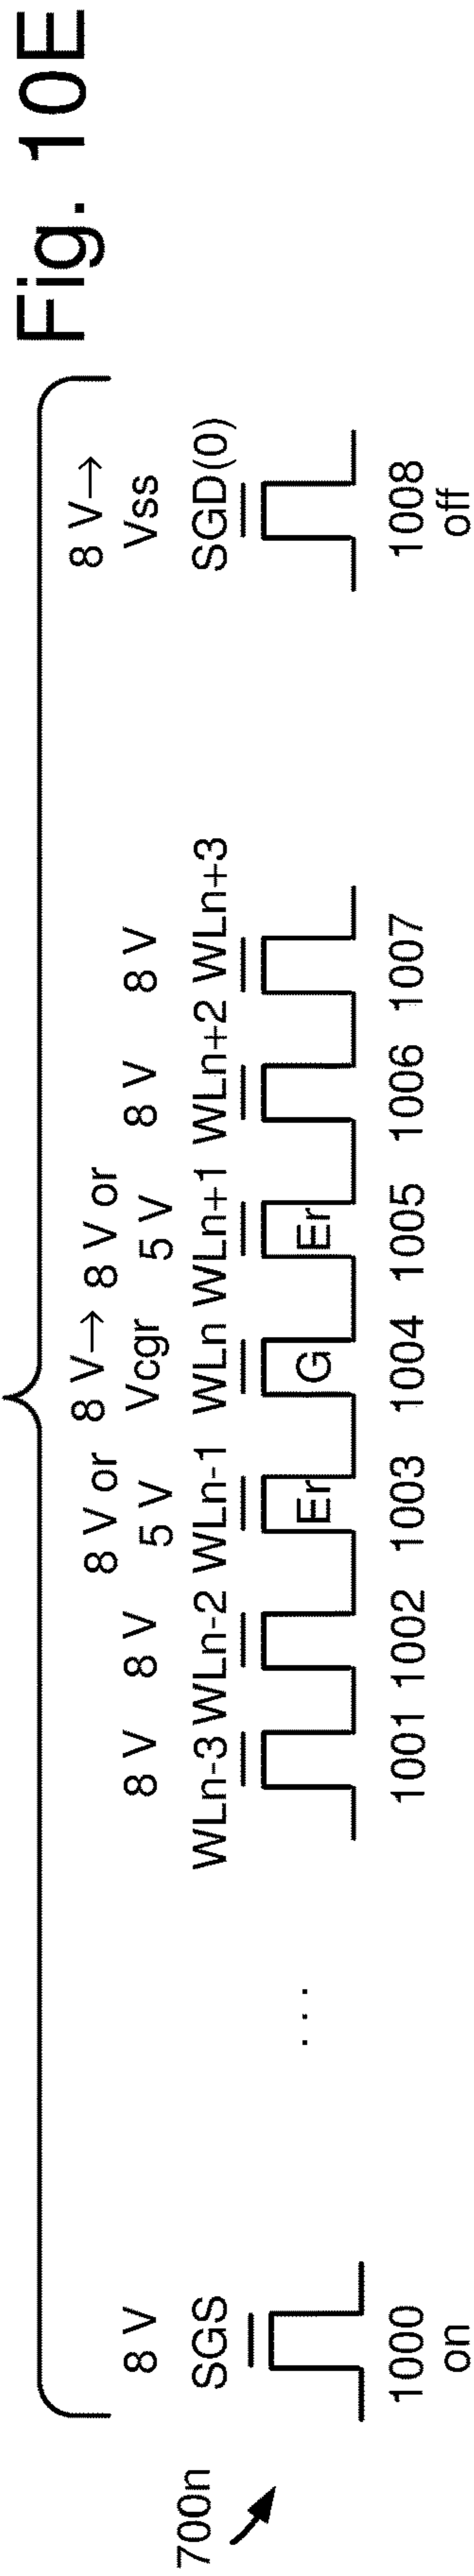 Fig. 10E
700n
8 V 8 V 8 V 8 V or 8 V→ 8 V or 8 V 8 V 8 V→
5 V Vcgr 5 V Vss
SGS WLn-3 WLn-2 WLn-1 WLn WLn+1 WLn+2 WLn+3 SGD(0)
... Er G Er
1000 1001 1002 1003 1004 1005 1006 1007 1008
on off